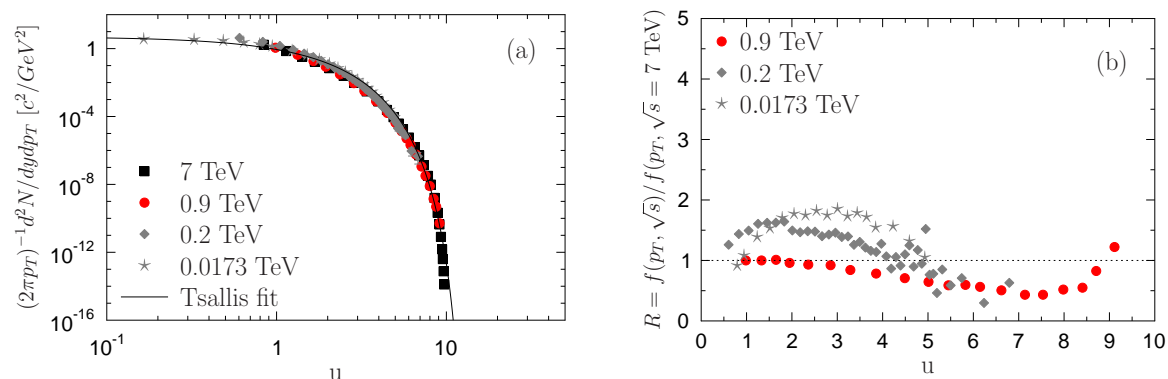 (2πp_T)^{-1}d^2N/dydp_T [c^2/GeV^2]
1
10^{-4}
10^{-8}
10^{-12}
10^{-16}
(a)
7 TeV
0.9 TeV
0.2 TeV
0.0173 TeV
Tsallis fit
10^{-1}
1
10
u
R = f(p_T, √s)/f(p_T, √s = 7 TeV)
5
4
3
2
1
0
0.9 TeV
0.2 TeV
0.0173 TeV
(b)
0 1 2 3 4 5 6 7 8 9 10
u